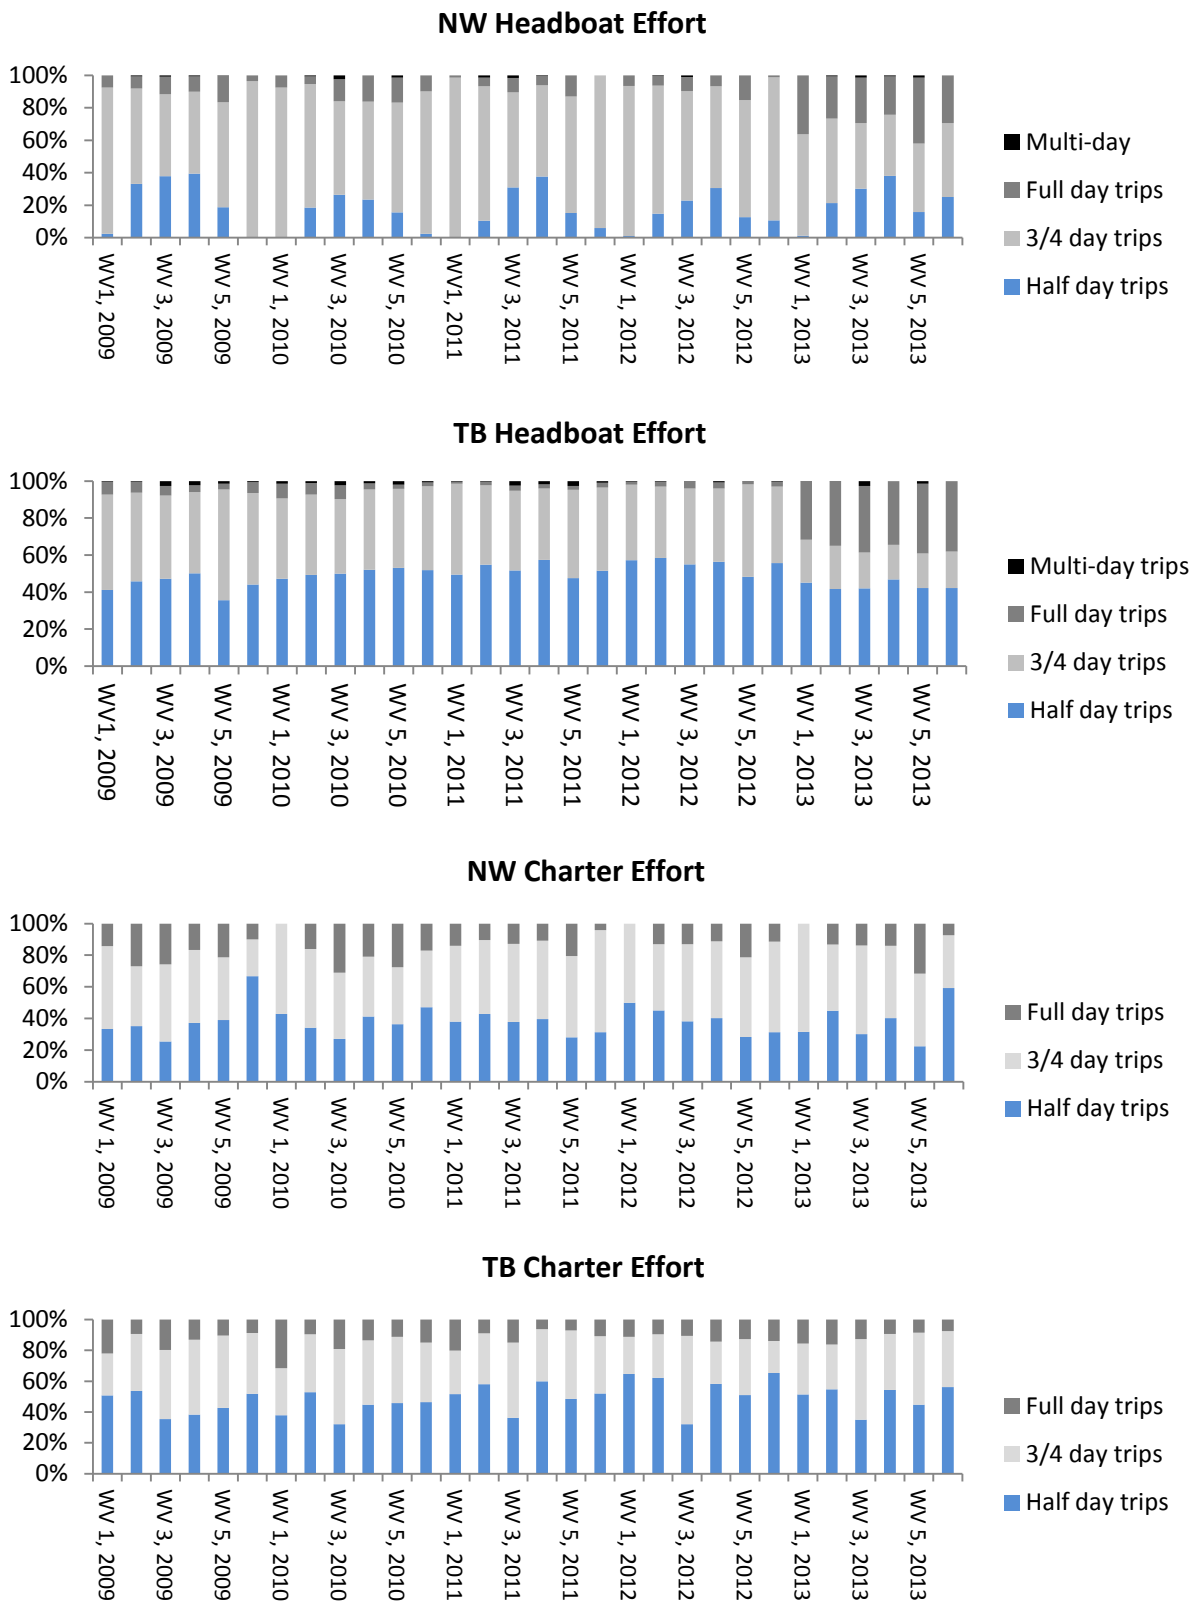 NW Headboat Effort
100%
80%
60%
40%
20%
0%
WV1, 2009
WV 3, 2009
WV 5, 2009
WV 1, 2010
WV 3, 2010
WV 5, 2010
WV1, 2011
WV 3, 2011
WV 5, 2011
WV 1, 2012
WV 3, 2012
WV 5, 2012
WV 1, 2013
WV 3, 2013
WV 5, 2013
Multi-day
Full day trips
3/4 day trips
Half day trips
TB Headboat Effort
100%
80%
60%
40%
20%
0%
WV1, 2009
WV 3, 2009
WV 5, 2009
WV 1, 2010
WV 3, 2010
WV 5, 2010
WV 1, 2011
WV 3, 2011
WV 5, 2011
WV 1, 2012
WV 3, 2012
WV 5, 2012
WV 1, 2013
WV 3, 2013
WV 5, 2013
Multi-day trips
Full day trips
3/4 day trips
Half day trips
NW Charter Effort
100%
80%
60%
40%
20%
0%
WV 1, 2009
WV 3, 2009
WV 5, 2009
WV 1, 2010
WV 3, 2010
WV 5, 2010
WV 1, 2011
WV 3, 2011
WV 5, 2011
WV 1, 2012
WV 3, 2012
WV 5, 2012
WV 1, 2013
WV 3, 2013
WV 5, 2013
Full day trips
3/4 day trips
Half day trips
TB Charter Effort
100%
80%
60%
40%
20%
0%
WV 1, 2009
WV 3, 2009
WV 5, 2009
WV 1, 2010
WV 3, 2010
WV 5, 2010
WV 1, 2011
WV 3, 2011
WV 5, 2011
WV 1, 2012
WV 3, 2012
WV 5, 2012
WV 1, 2013
WV 3, 2013
WV 5, 2013
Full day trips
3/4 day trips
Half day trips